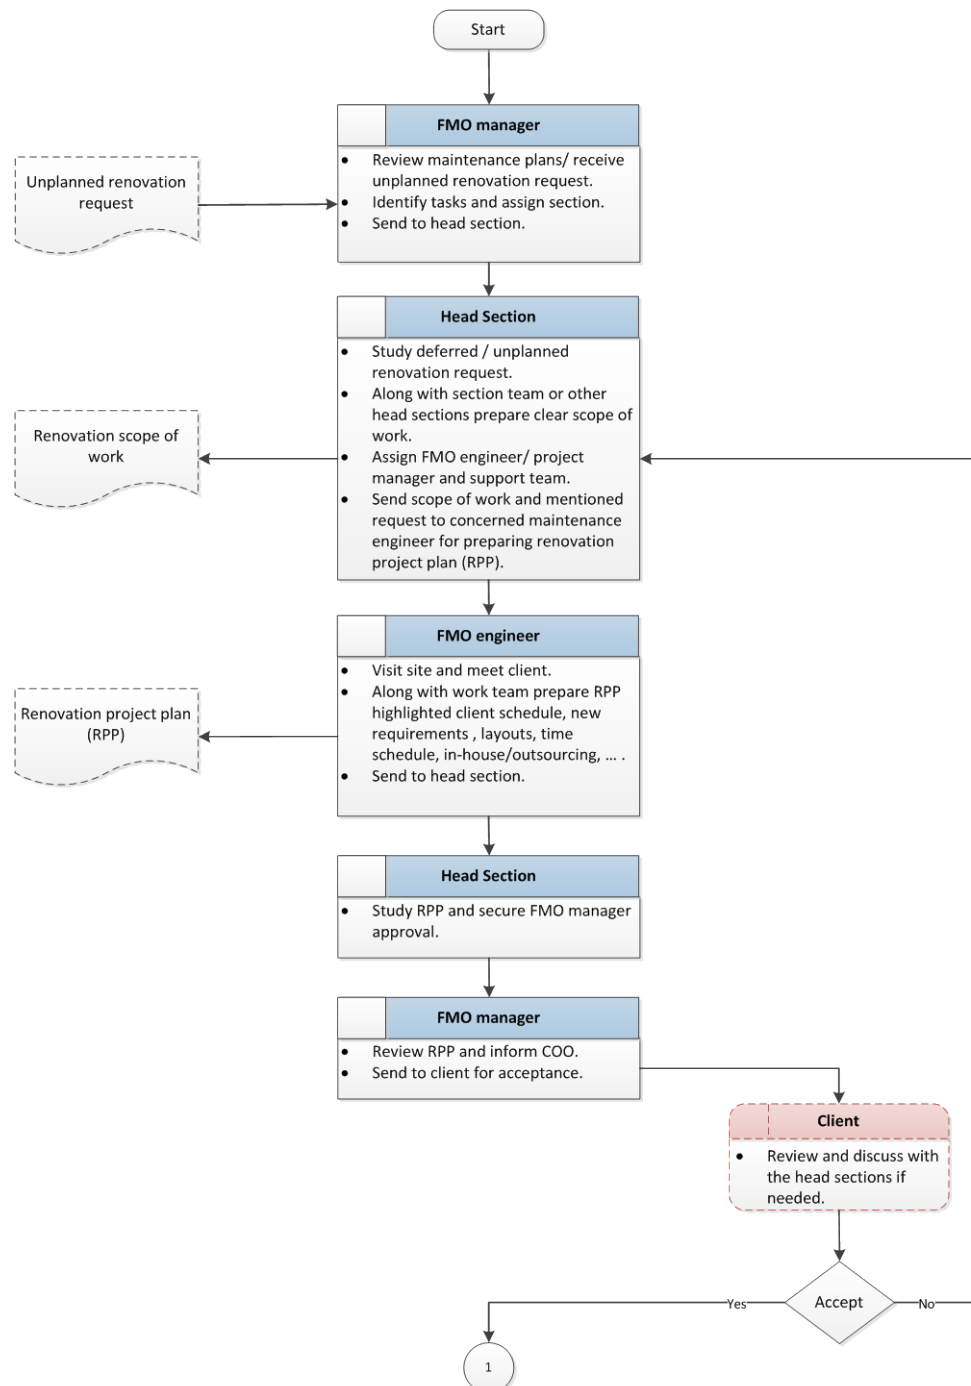 Start
FMO manager
• Review maintenance plans/ receive
unplanned renovation request.
• Identify tasks and assign section.
• Send to head section.
Unplanned renovation
request
Head Section
• Study deferred / unplanned
renovation request.
• Along with section team or other
head sections prepare clear scope of
work.
• Assign FMO engineer/ project
manager and support team.
• Send scope of work and mentioned
request to concerned maintenance
engineer for preparing renovation
project plan (RPP).
Renovation scope of
work
FMO engineer
• Visit site and meet client.
• Along with work team prepare RPP
highlighted client schedule, new
requirements , layouts, time
schedule, in-house/outsourcing, ... .
• Send to head section.
Renovation project plan
(RPP)
Head Section
• Study RPP and secure FMO manager
approval.
FMO manager
• Review RPP and inform COO.
• Send to client for acceptance.
Client
• Review and discuss with
the head sections if
needed.
Accept
Yes
No
1